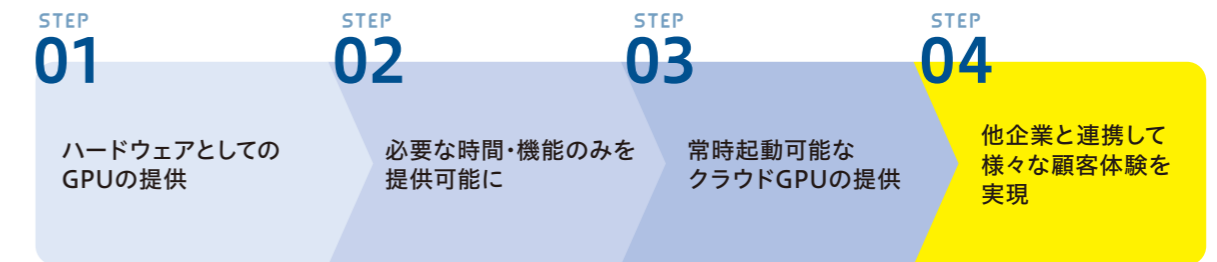 STEP
01
ハードウェアとしての
GPUの提供
STEP
02
必要な時間・機能のみを
提供可能に
STEP
03
常時起動可能な
クラウドGPUの提供
STEP
04
他企業と連携して
様々な顧客体験を
実現